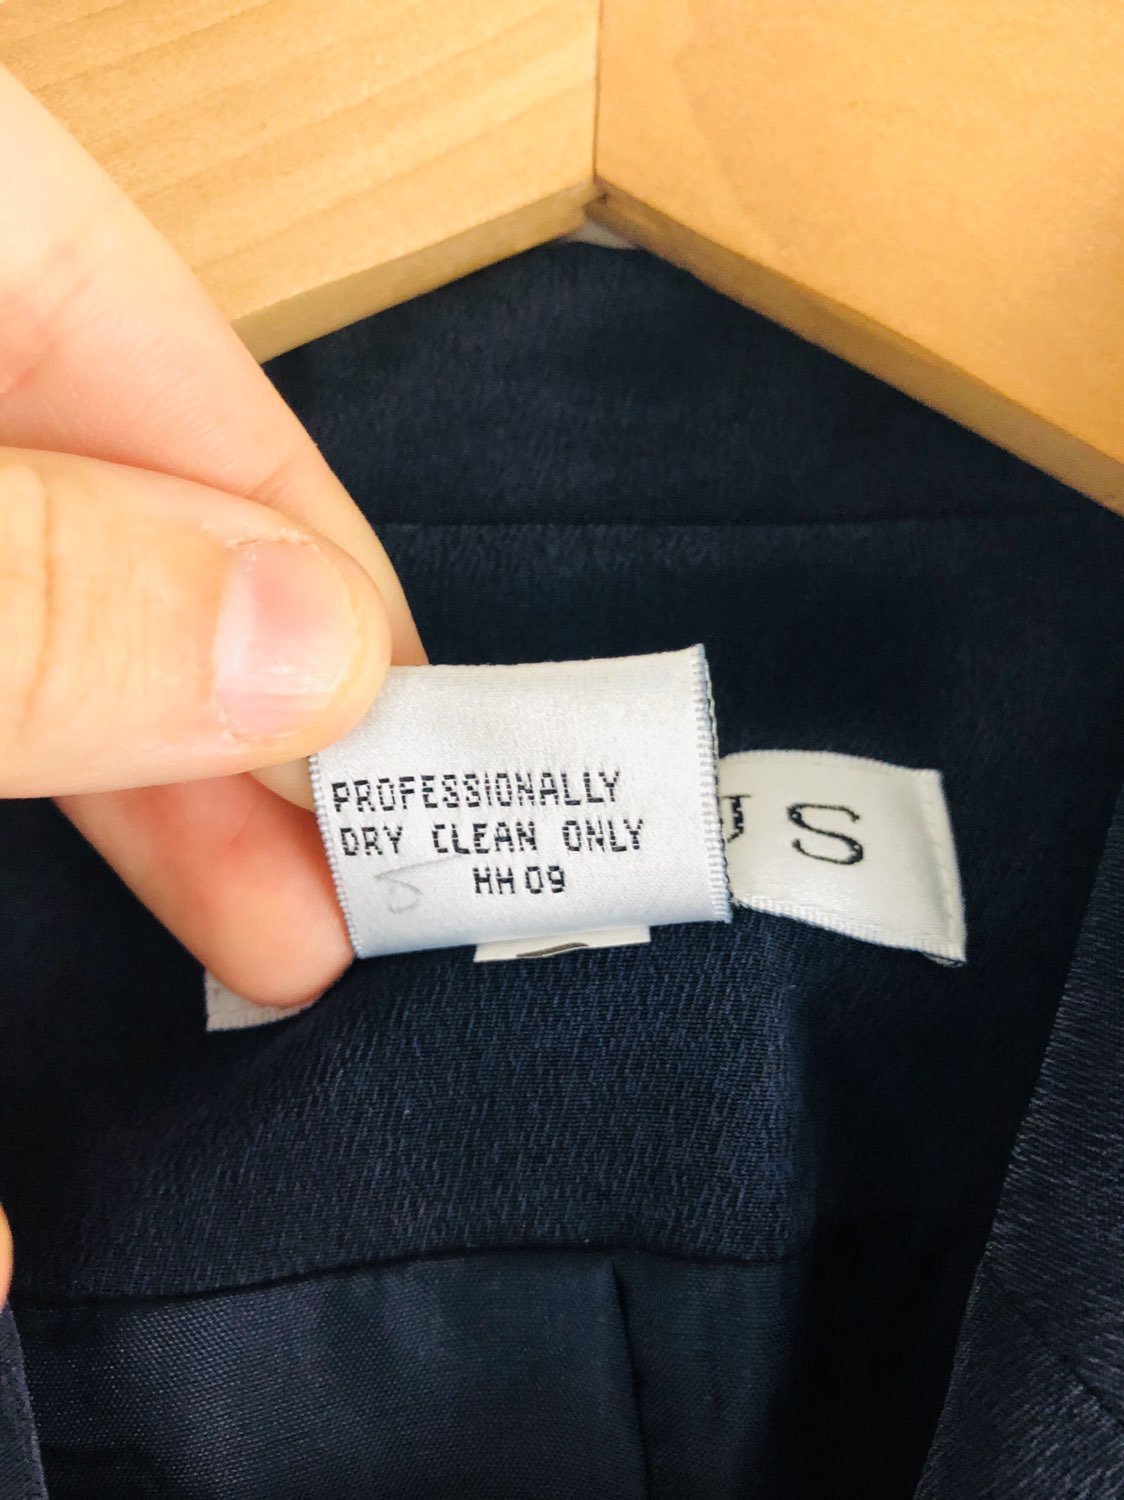 PROFESSIONALLY
DRY CLEAN ONLY
HH 09
S